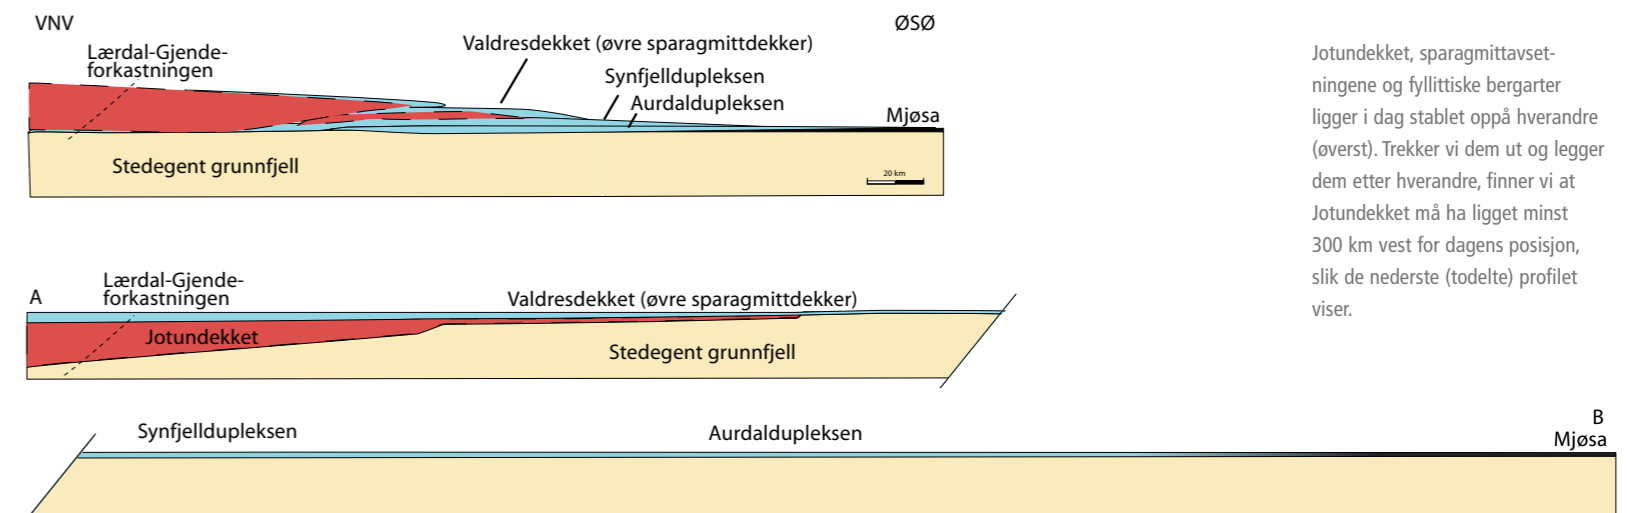 VNV
ØSØ
Lærdal-Gjende-
forkastningen
Valdresdekket (øvre sparagmittdekker)
Synfjelldupleksen
Aurdaldupleksen
Mjøsa
Stedegent grunnfjell
20 km
Jotundekket, sparagmittavset-
ningene og fyllittiske bergarter
ligger i dag stablet oppå hverandre
(øverst). Trekker vi dem ut og legger
dem etter hverandre, finner vi at
Jotundekket må ha ligget minst
300 km vest for dagens posisjon,
slik de nederste (todelte) profilet
viser.
A
Lærdal-Gjende-
forkastningen
Valdresdekket (øvre sparagmittdekker)
Jotundekket
Stedegent grunnfjell
Synfjelldupleksen
Aurdaldupleksen
B
Mjøsa